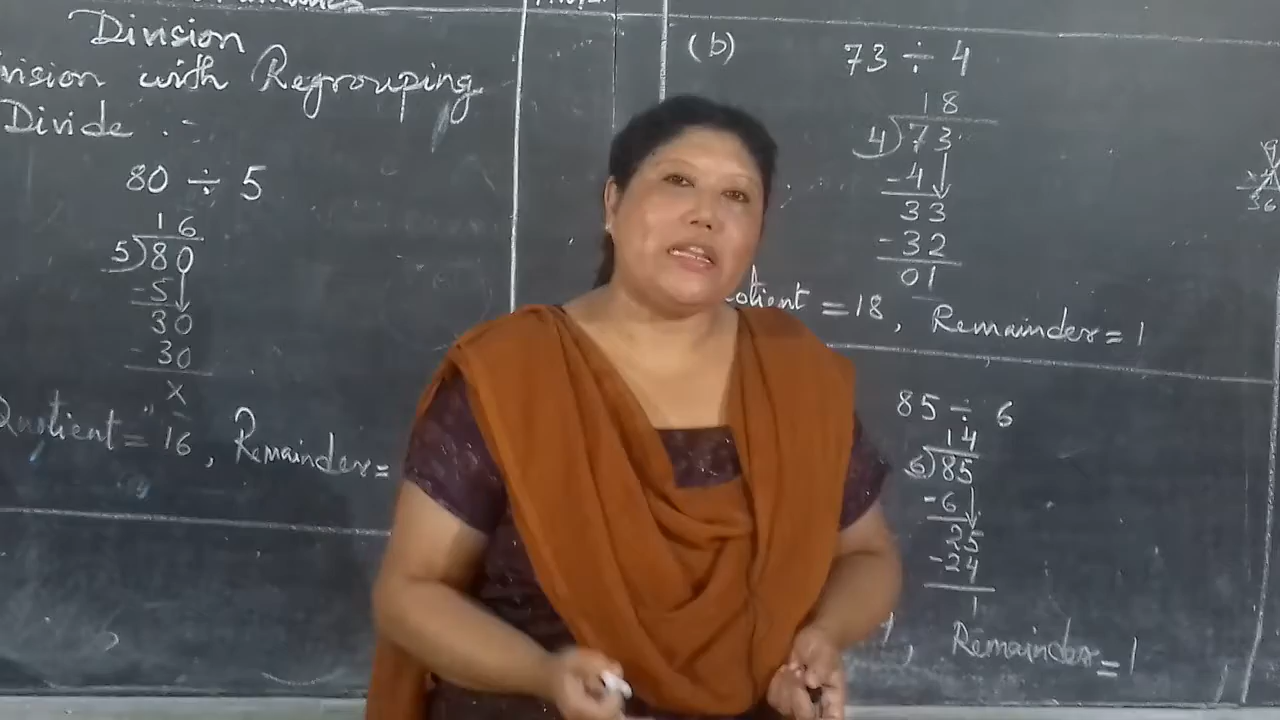 Division
with Regrouping
Divide :-
80 ÷ 5
16
5)80
-5
30
-30
x
Quotient = 16, Remainder =
(b) 73 ÷ 4
18
4)73
-4
33
-32
01
= 18, Remainder = 1
85 ÷ 6
14
6)85
-6
25
-24
1
, Remainder = 1
36